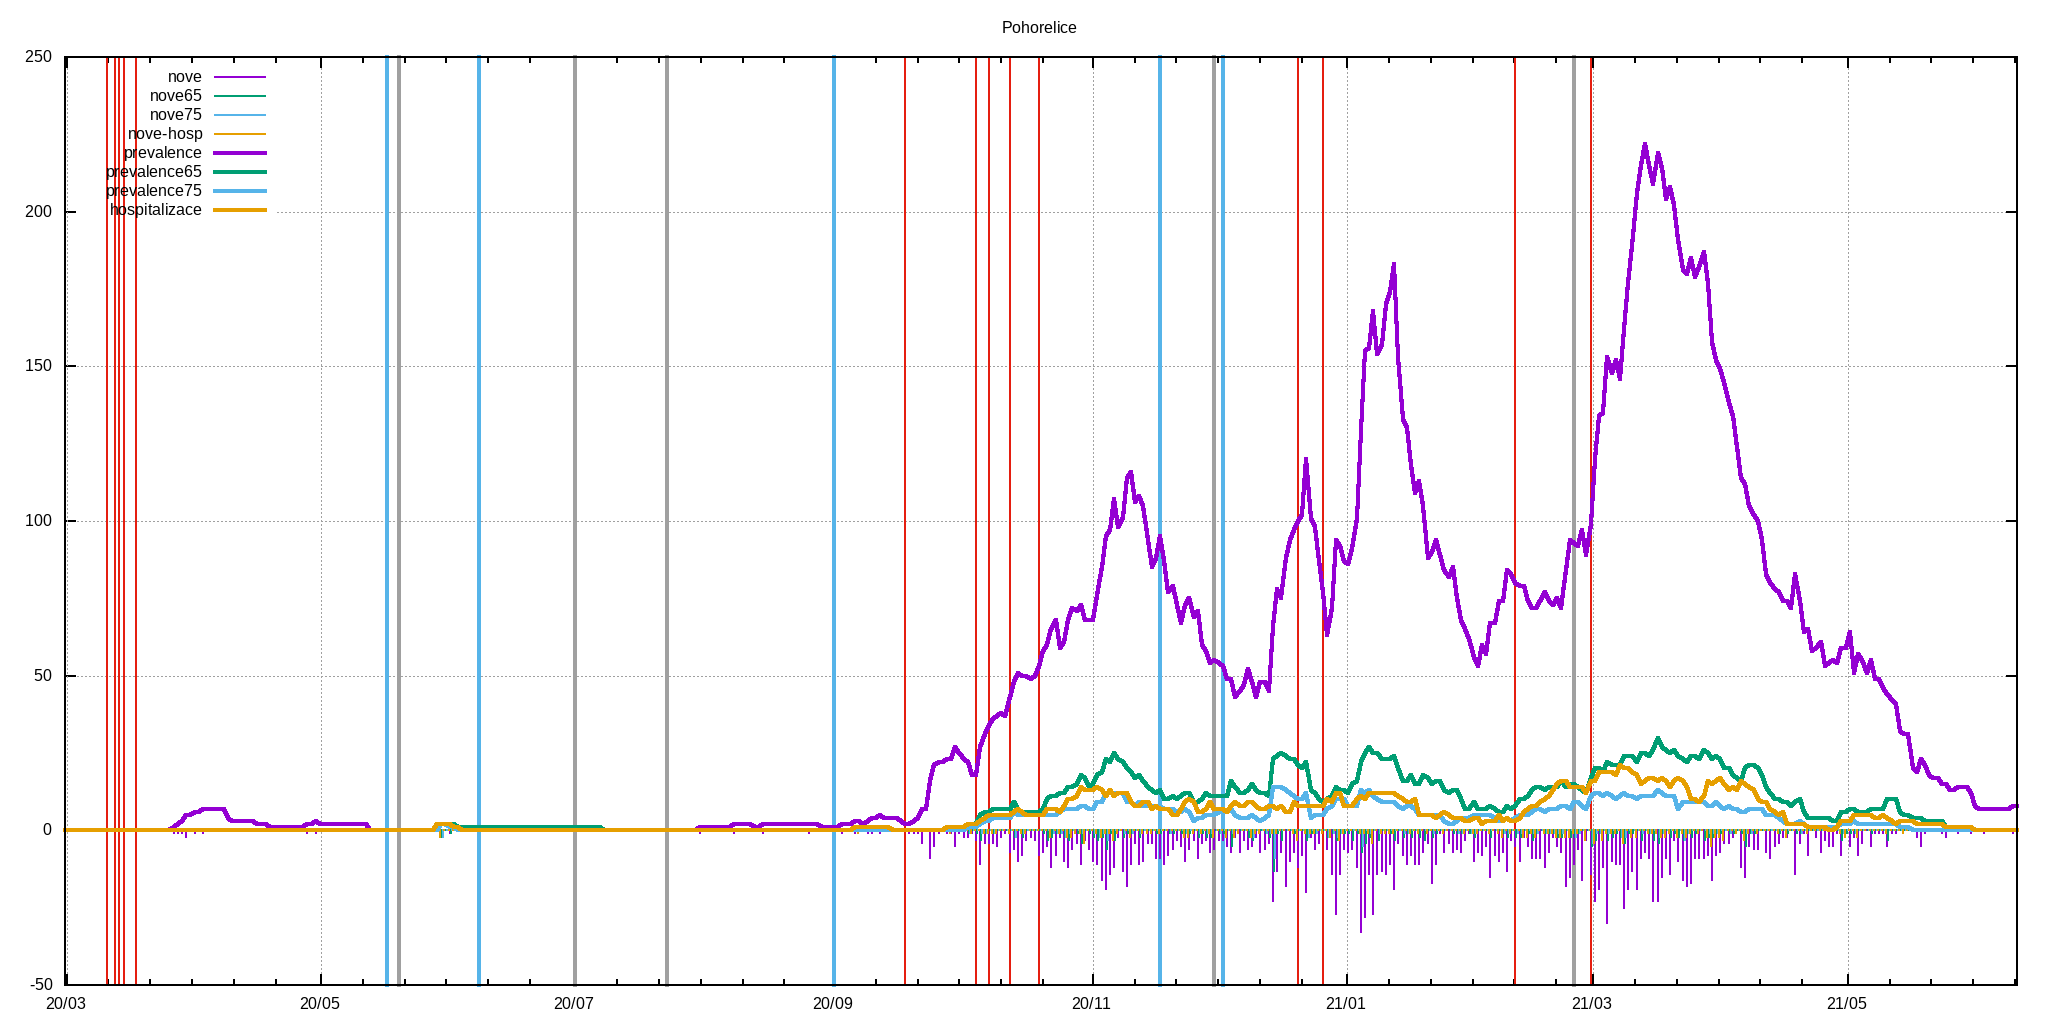 Pohorelice
250
200
150
100
50
0
-50
nove
nove65
nove75
nove-hosp
prevalence
prevalence65
prevalence75
hospitalizace
20/03 20/05 20/07 20/09 20/11 21/01 21/03 21/05